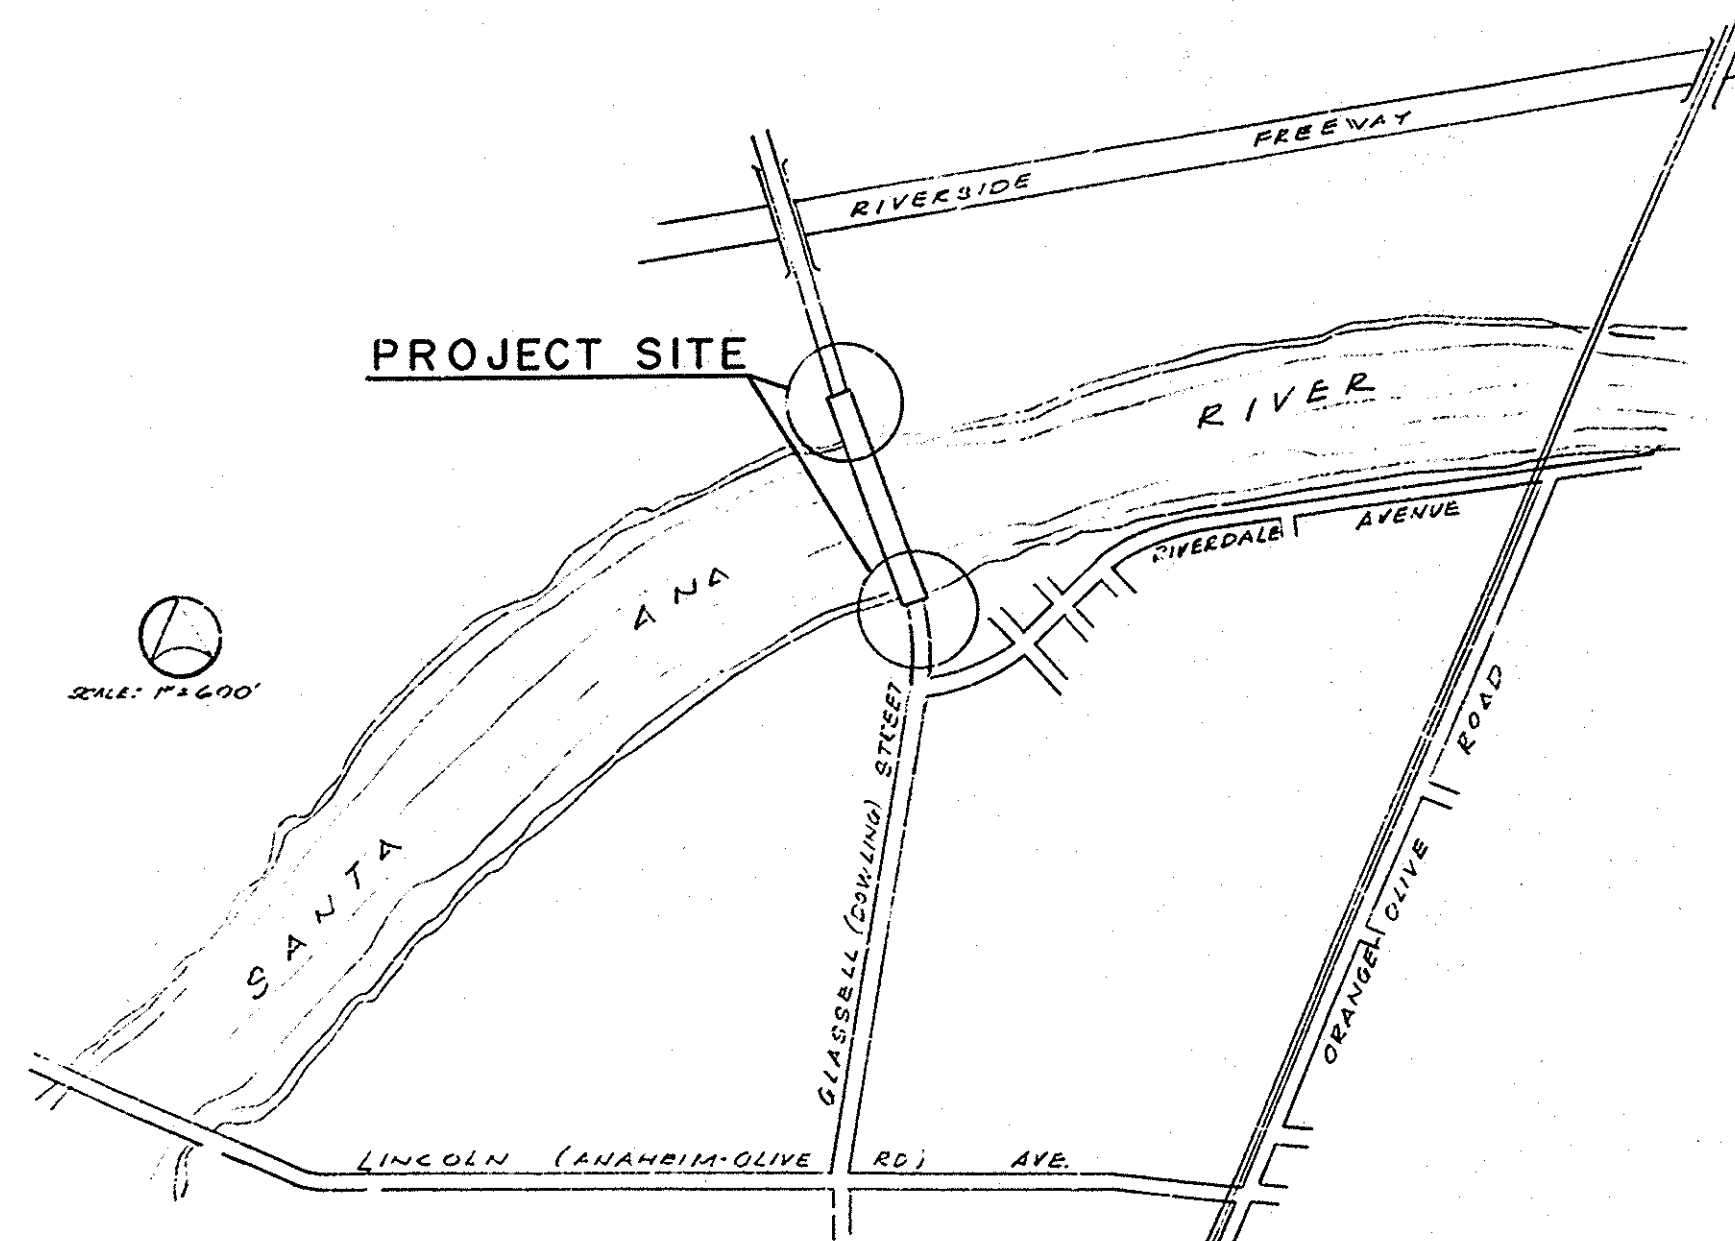 RIVERSIDE FREEWAY
PROJECT SITE
SANTA ANA RIVER
RIVERDALE AVENUE
SCALE: 1"=600'
GLASSELL (DOWLING) STREET
ORANGE OLIVE ROAD
LINCOLN (ANAHEIM-OLIVE RD) AVE.